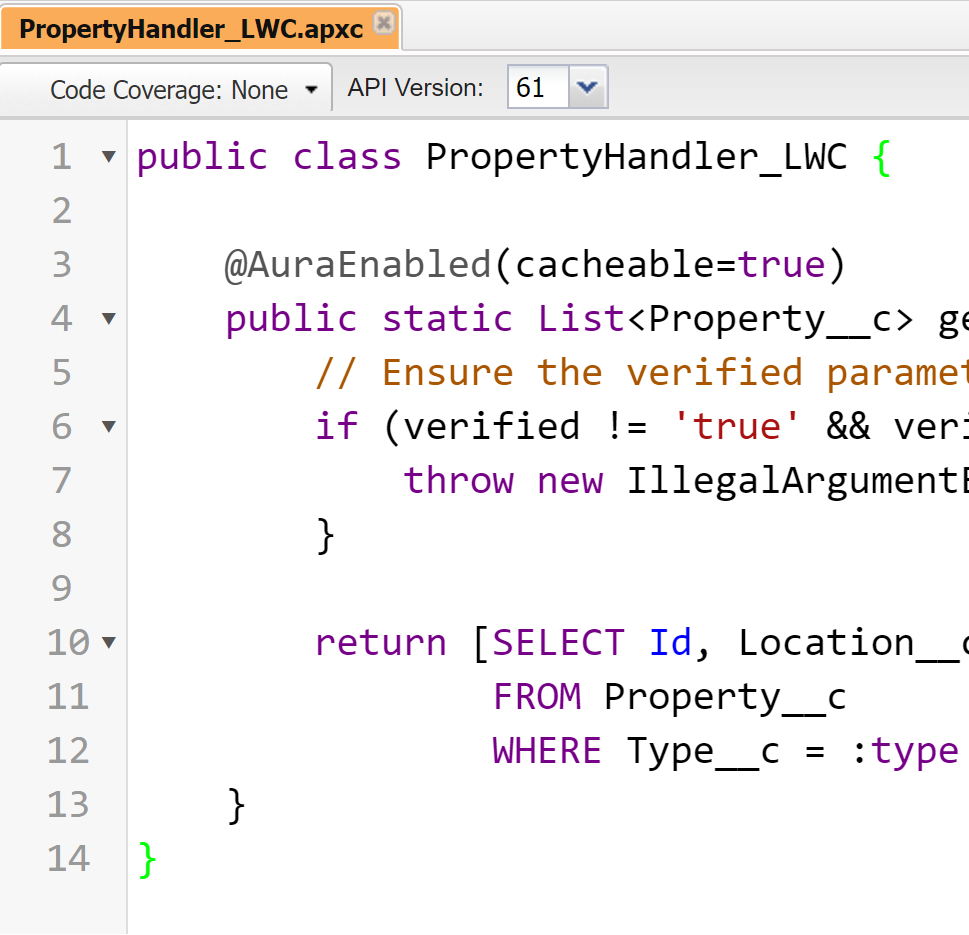 PropertyHandler_LWC.apxc
Code Coverage: None API Version: 61
1 public class PropertyHandler_LWC {
2
3 @AuraEnabled(cacheable=true)
4 public static List<Property__c> ge
5 // Ensure the verified paramet
6 if (verified != 'true' && veri
7 throw new IllegalArgumentE
8 }
9
10 return [SELECT Id, Location__c
11 FROM Property__c
12 WHERE Type__c = :type
13 }
14 }